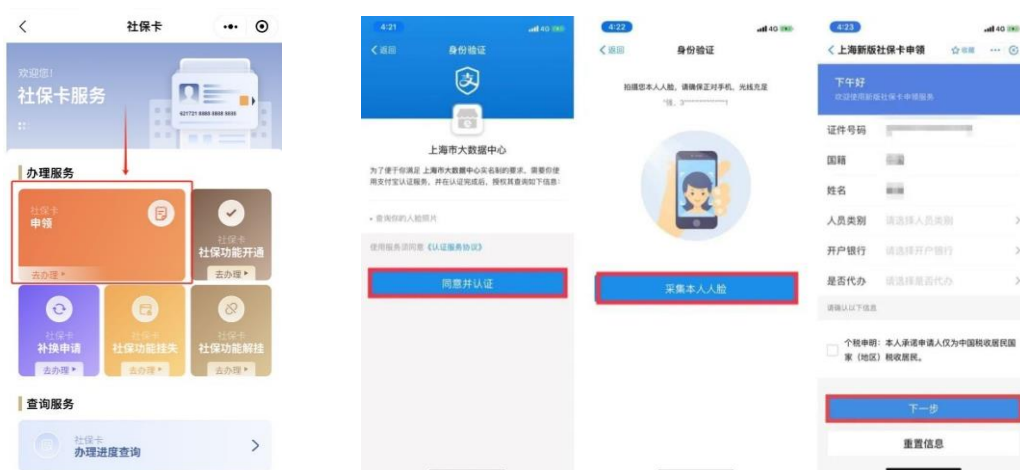 社保卡
欢迎您!
社保卡服务
办理服务
社保卡
申领
去办理
社保卡
社保功能开通
去办理
社保卡
补换申请
去办理
社保卡
社保功能挂失
去办理
社保卡
社保功能解挂
去办理
查询服务
社保卡
办理进度查询
4:21
4G
返回
身份验证
上海市大数据中心
为了便于你满足 上海市大数据中心实名制的要求，需要你使
用支付宝认证服务，并在认证完成后，授权其查询如下信息：
• 查询你的人脸照片
使用服务须同意《认证服务协议》
同意并认证
4:22
4G
返回
身份验证
拍摄您本人人脸，请确保正对手机，光线充足
采集本人人脸
4:23
4G
上海新版社保卡申领
收藏
下午好
欢迎使用新版社保卡申领服务
证件号码
国籍
姓名
人员类别 请选择人员类别
开户银行 请选择开户银行
是否代办 请选择是否代办
请确认以下信息
个税申明：本人承诺申请人仅为中国税收居民国
家（地区）税收居民。
下一步
重置信息